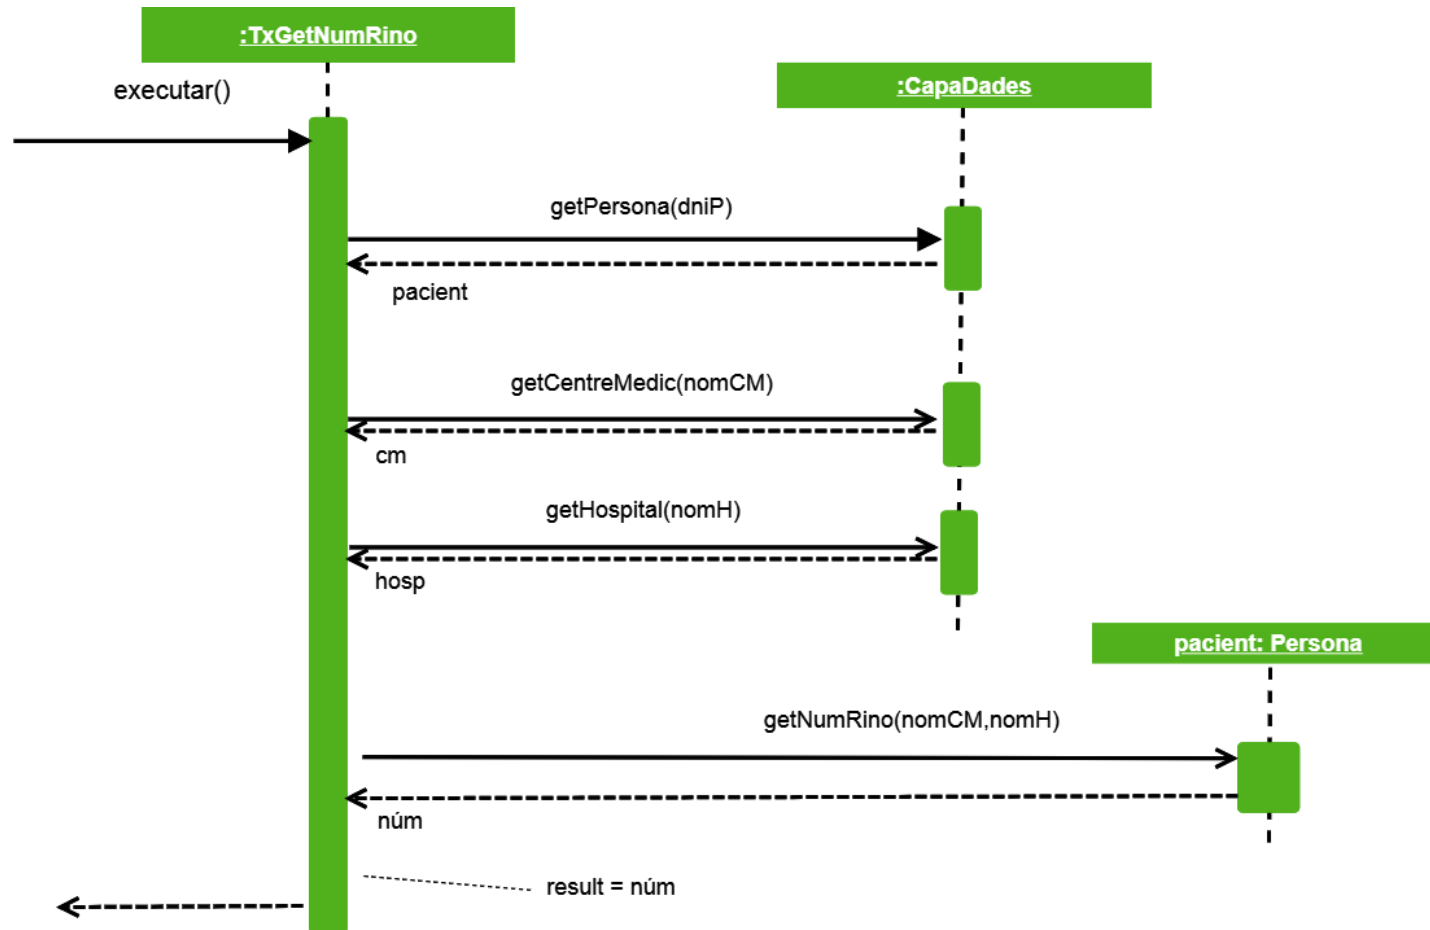 :TxGetNumRino
:CapaDades
executar()
getPersona(dniP)
pacient
getCentreMedic(nomCM)
cm
getHospital(nomH)
hosp
pacient: Persona
getNumRino(nomCM,nomH)
núm
result = núm